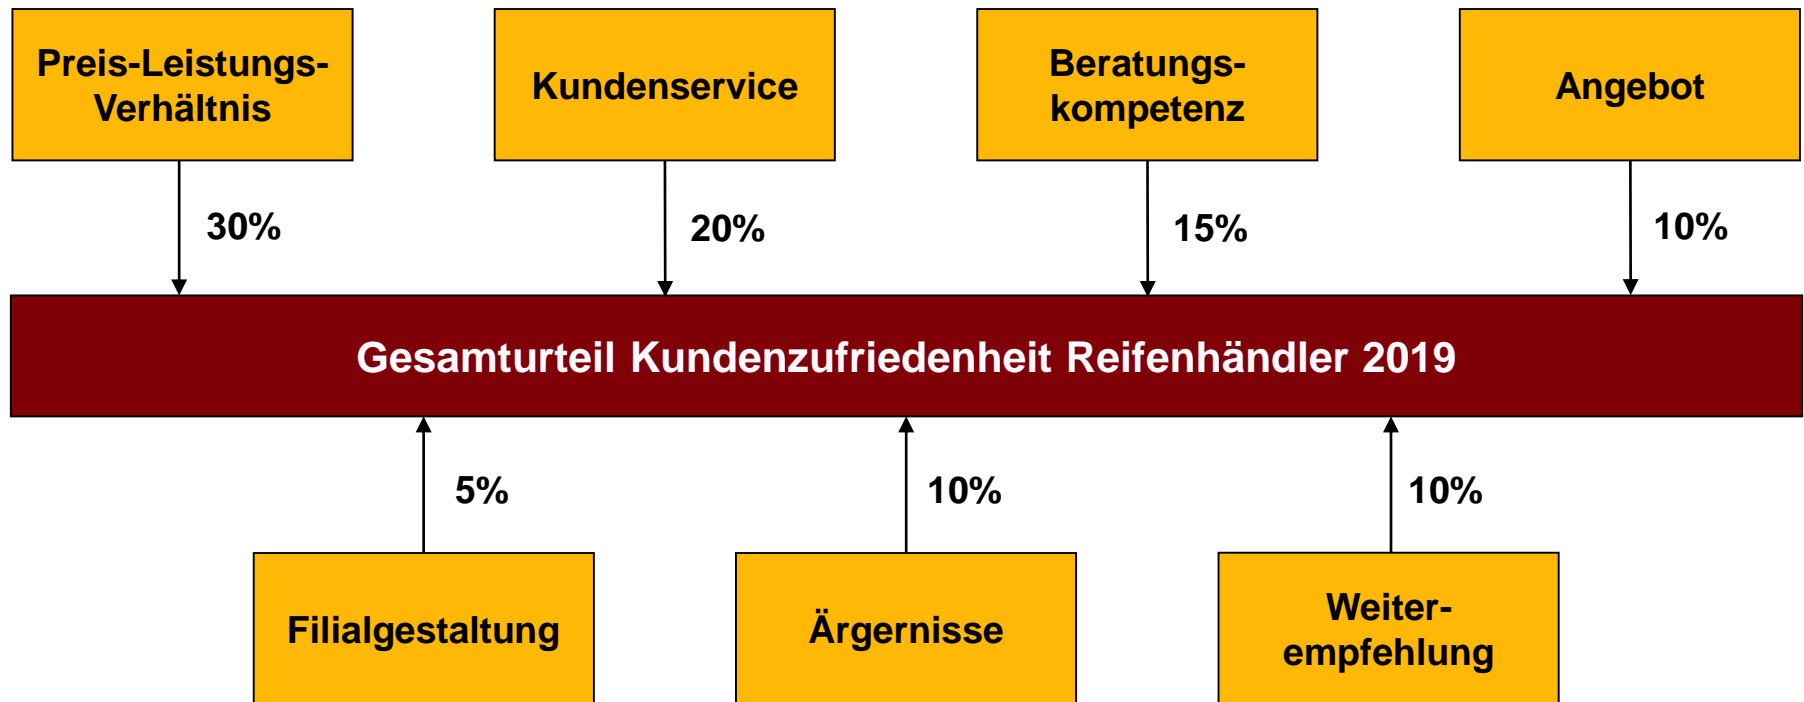 Preis-Leistungs-
Verhältnis
Kundenservice
Beratungs-
kompetenz
Angebot
30%
20%
15%
10%
Gesamturteil Kundenzufriedenheit Reifenhändler 2019
5%
10%
10%
Filialgestaltung
Ärgernisse
Weiter-
empfehlung